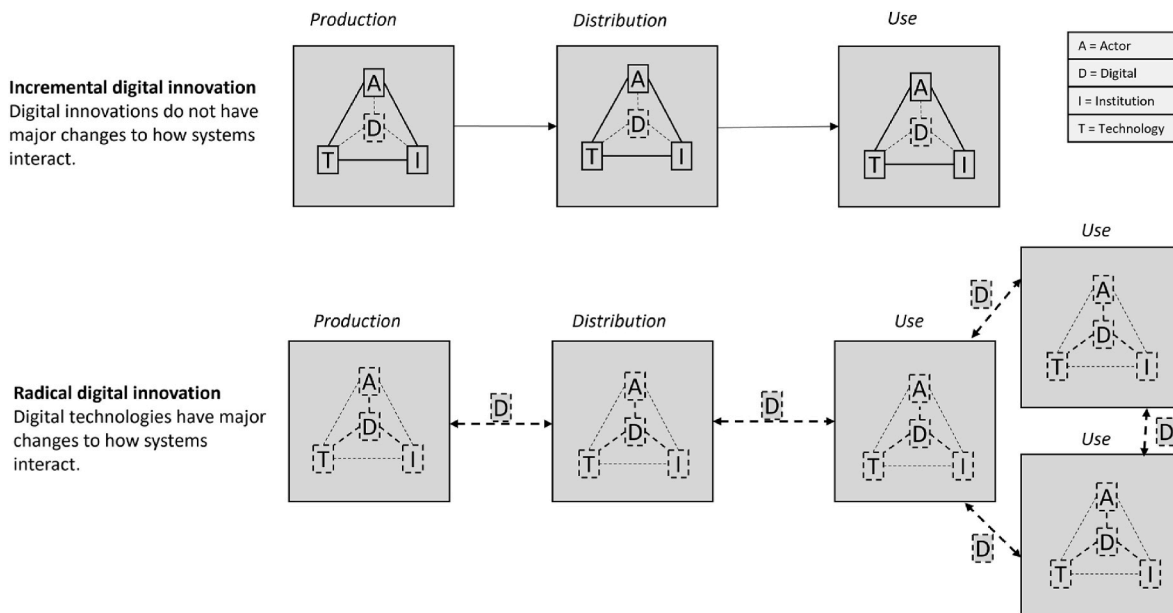 Production
Distribution
Use
A = Actor
D = Digital
I = Institution
T = Technology
Incremental digital innovation
Digital innovations do not have
major changes to how systems
interact.
A
D
T
I
A
D
T
I
A
D
T
I
Use
D
A
D
T
I
Production
Distribution
Use
Radical digital innovation
Digital technologies have major
changes to how systems
interact.
A
D
T
I
D
A
D
T
I
D
A
D
T
I
D
Use
D
A
D
T
I